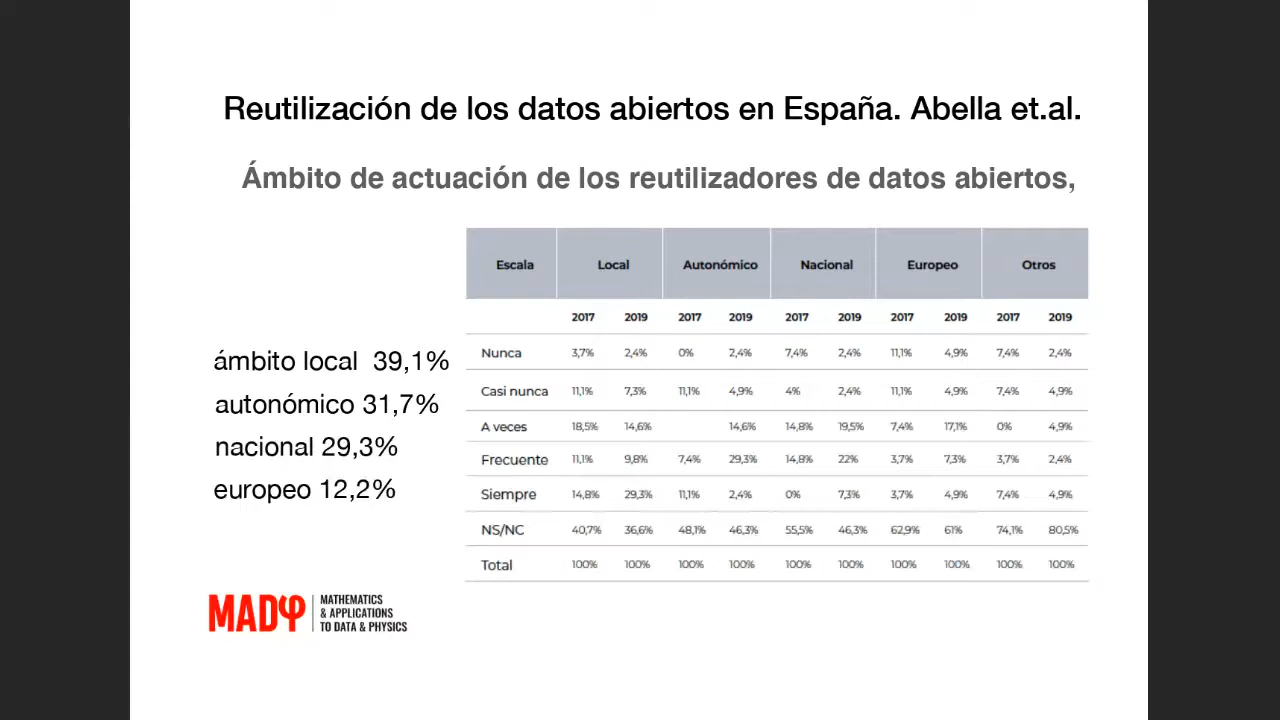 Reutilización de los datos abiertos en España. Abella et.al.
Ámbito de actuación de los reutilizadores de datos abiertos,
ámbito local 39,1%
autonómico 31,7%
nacional 29,3%
europeo 12,2%
Escala Local Autonómico Nacional Europeo Otros
2017 2019 2017 2019 2017 2019 2017 2019 2017 2019
Nunca 3,7% 2,4% 0% 2,4% 7,4% 2,4% 11,1% 4,9% 7,4% 2,4%
Casi nunca 11,1% 7,3% 11,1% 4,9% 4% 2,4% 11,1% 4,9% 7,4% 4,9%
A veces 18,5% 14,6% 14,6% 14,8% 19,5% 7,4% 17,1% 0% 4,9%
Frecuente 11,1% 9,8% 7,4% 29,3% 14,8% 22% 3,7% 7,3% 3,7% 2,4%
Siempre 14,8% 29,3% 11,1% 2,4% 0% 7,3% 3,7% 4,9% 7,4% 4,9%
NS/NC 40,7% 36,6% 48,1% 46,3% 55,5% 46,3% 62,9% 61% 74,1% 80,5%
Total 100% 100% 100% 100% 100% 100% 100% 100% 100% 100%
MADφ
MATHEMATICS
& APPLICATIONS
TO DATA & PHYSICS